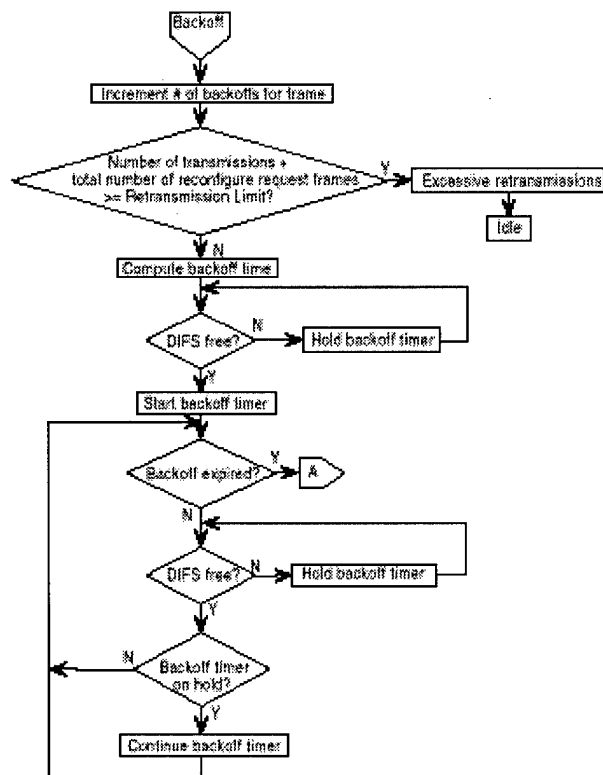 Backoff
Increment # of backoffs for frame
Number of transmissions +
total number of reconfigure request frames
>= Retransmission Limit?
Y
Excessive retransmissions
Idle
N
Compute backoff time
DIFS free?
N
Hold backoff timer
Y
Start backoff timer
Backoff expired?
Y
A
N
DIFS free?
N
Hold backoff timer
Y
N
Backoff timer
on hold?
Y
Continue backoff timer